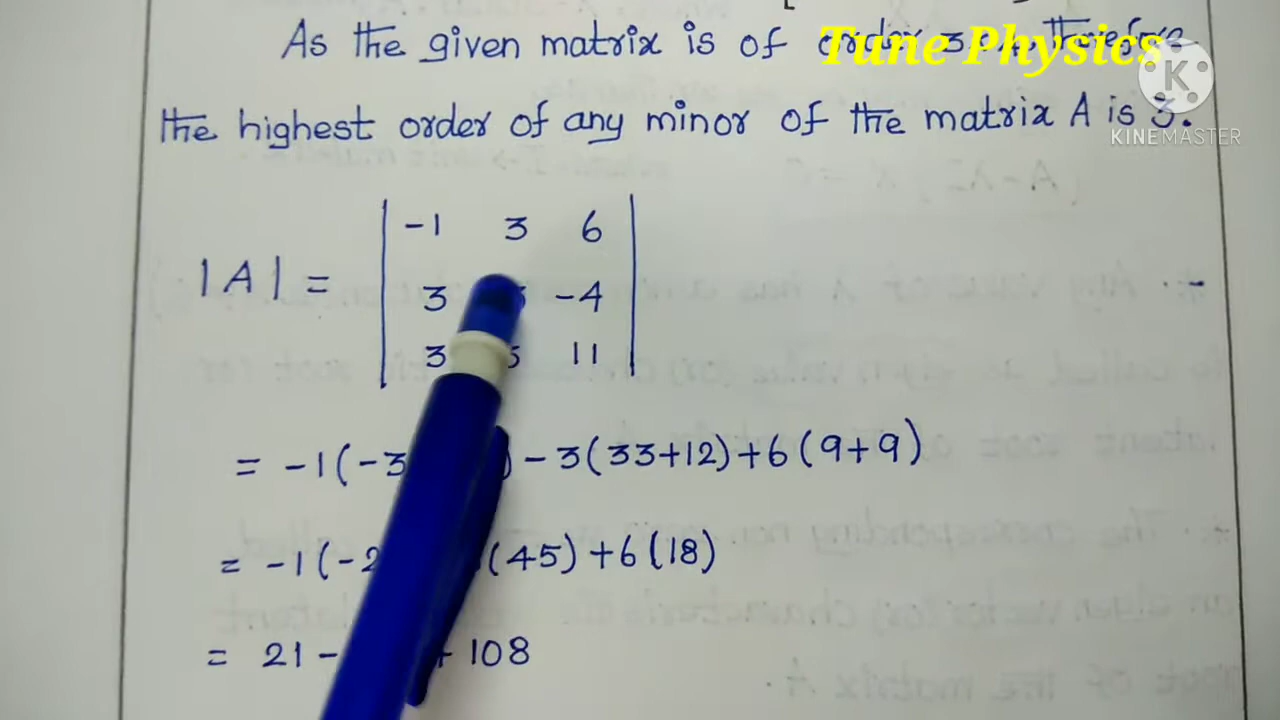 As the given matrix is of order
Tune Physics
K
KINEMASTER
the highest order of any minor of the matrix A is 3.
|A| =
-1 3 6
3 -4
3 11
= -1(-3 ) - 3(33+12)+6(9+9)
= -1(-2 (45)+6(18)
= 21 - + 108